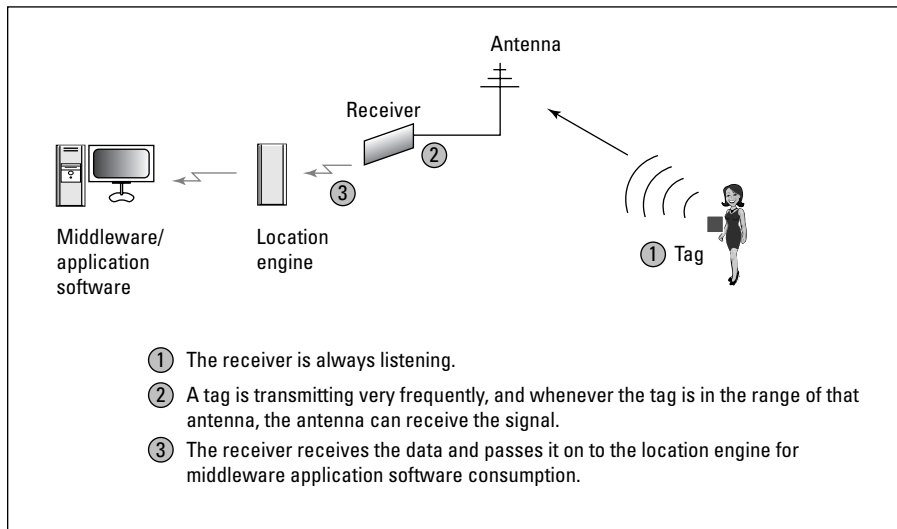 Antenna
Receiver
2
3
Middleware/
application
software
Location
engine
1 Tag
1 The receiver is always listening.
2 A tag is transmitting very frequently, and whenever the tag is in the range of that
antenna, the antenna can receive the signal.
3 The receiver receives the data and passes it on to the location engine for
middleware application software consumption.